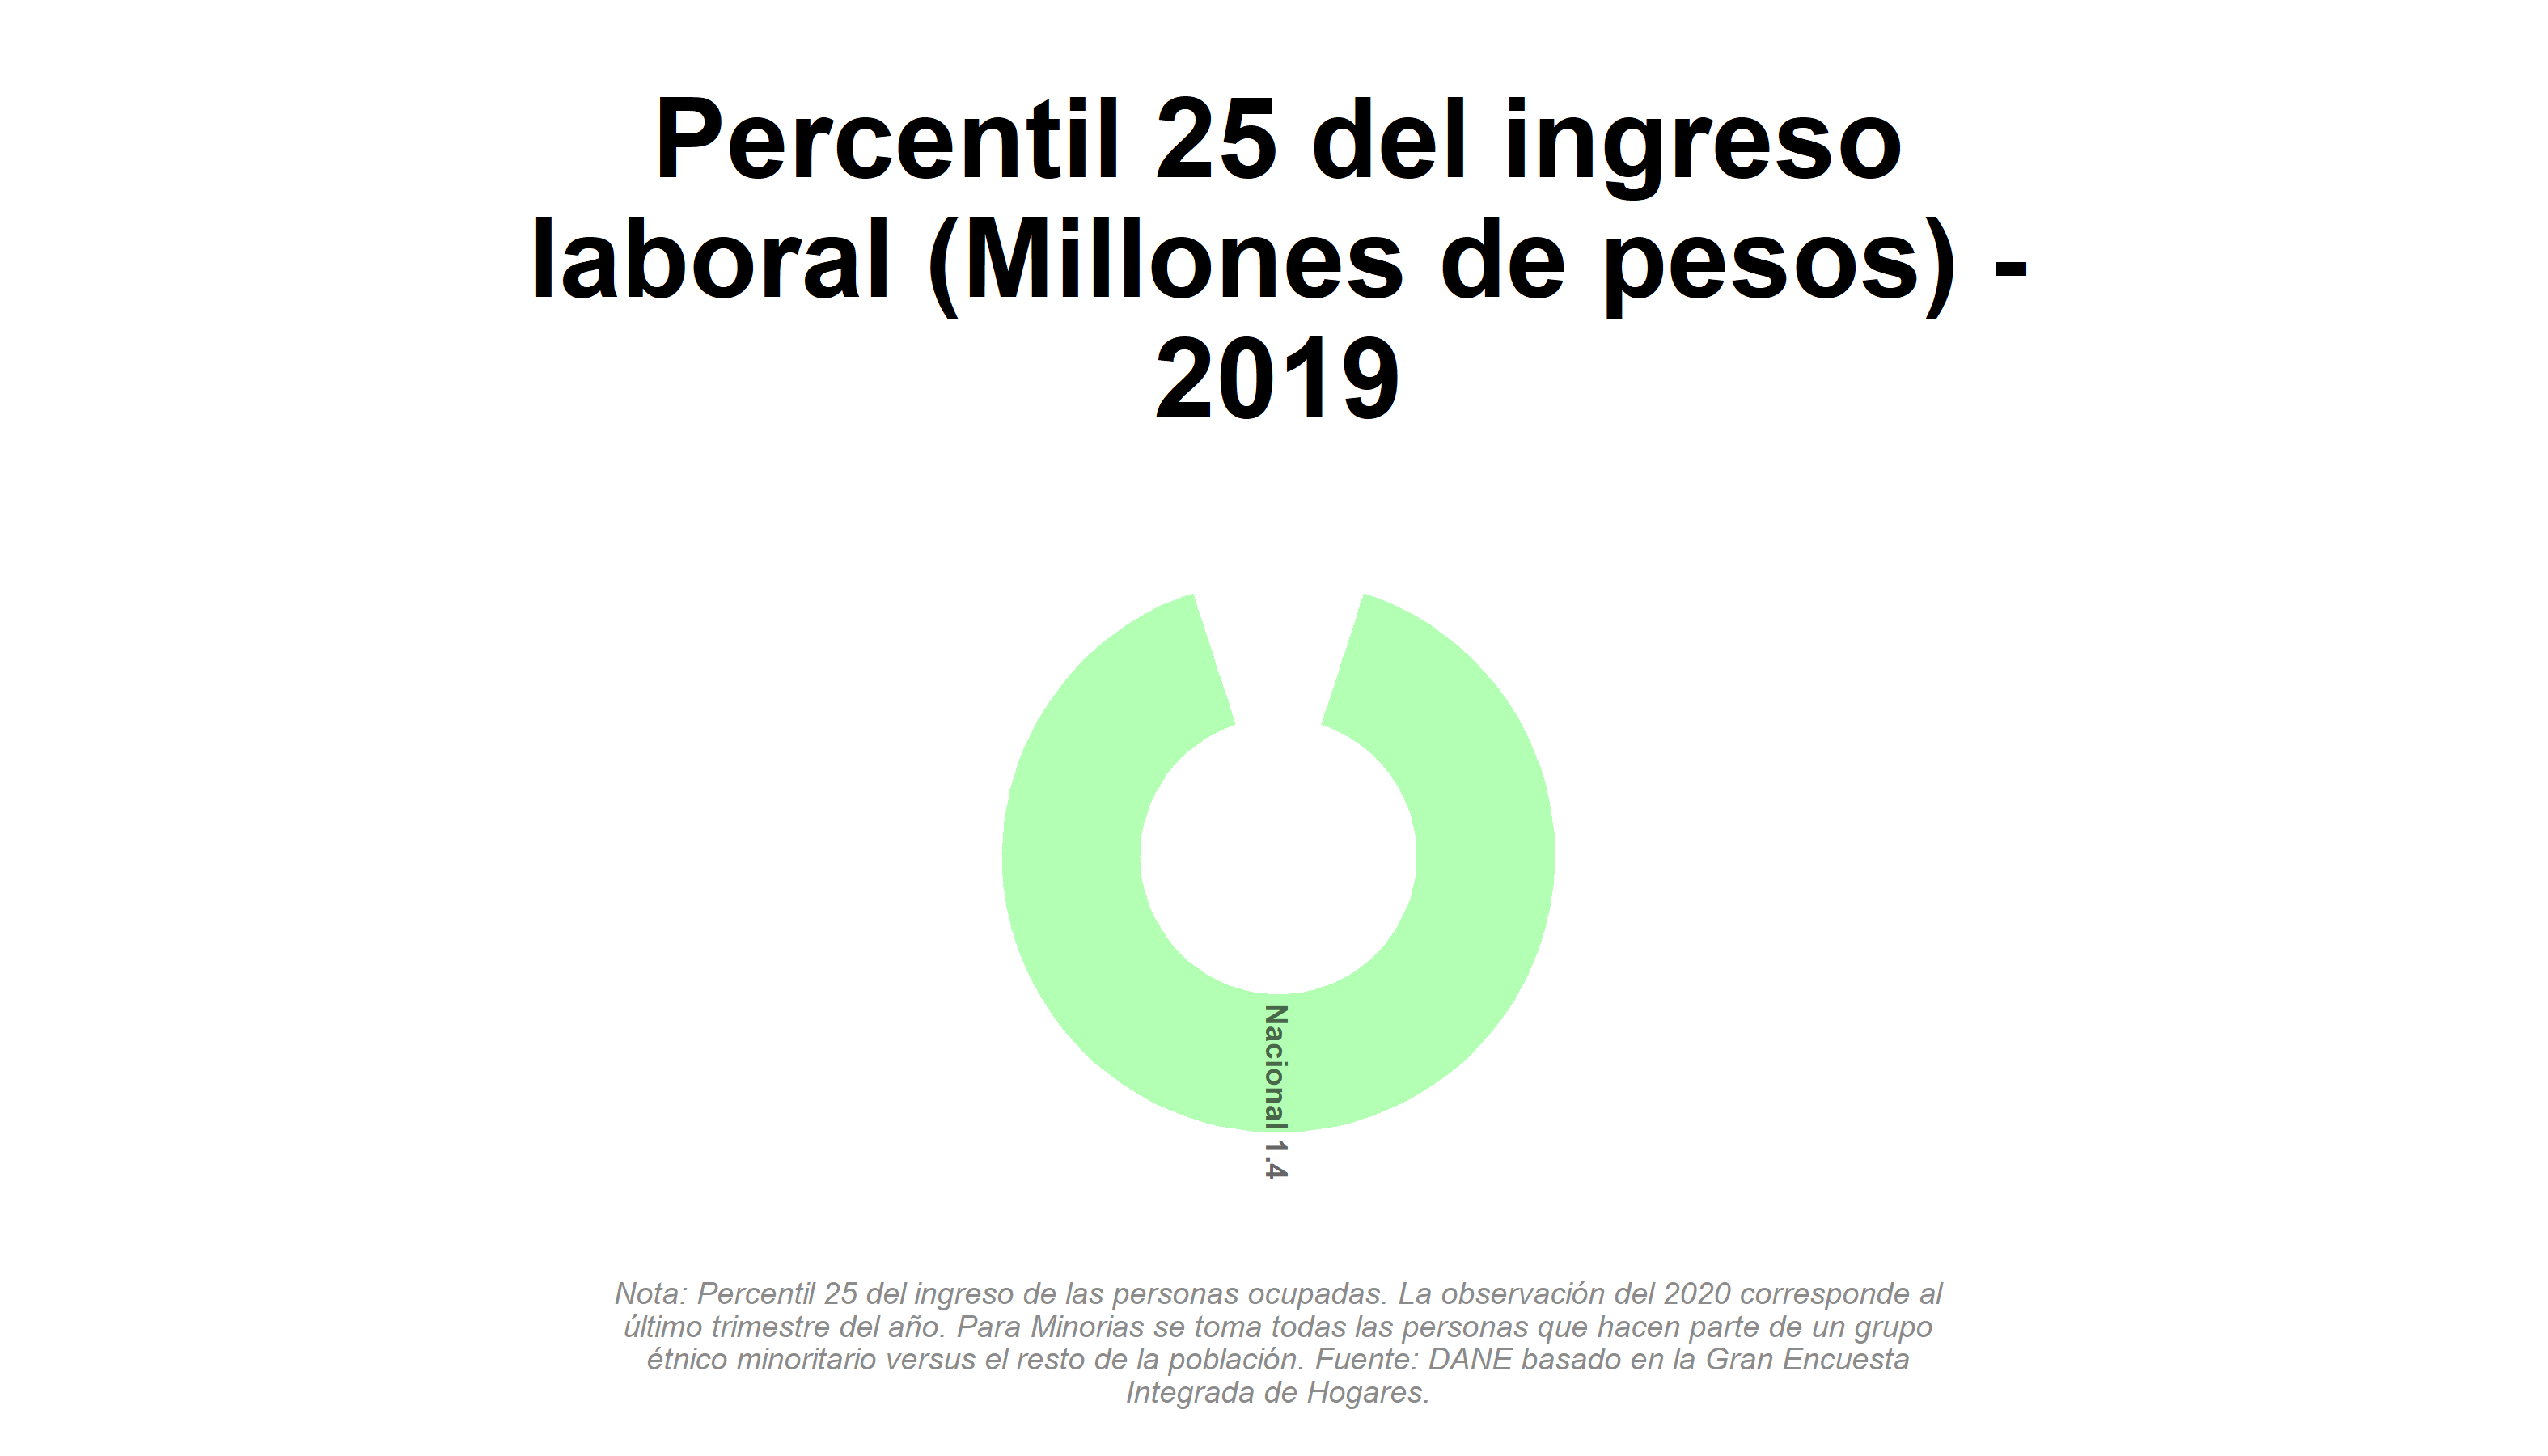 Percentil 25 del ingreso
laboral (Millones de pesos) -
2019
Nacional 1.4
Nota: Percentil 25 del ingreso de las personas ocupadas. La observación del 2020 corresponde al
último trimestre del año. Para Minorias se toma todas las personas que hacen parte de un grupo
étnico minoritario versus el resto de la población. Fuente: DANE basado en la Gran Encuesta
Integrada de Hogares.